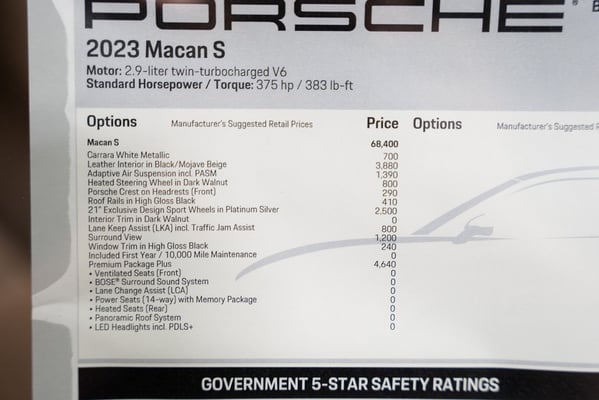 PORSCHE®
2023 Macan S
Motor: 2.9-liter twin-turbocharged V6
Standard Horsepower / Torque: 375 hp / 383 lb-ft
Options Manufacturer's Suggested Retail Prices Price
Macan S 68,400
Carrara White Metallic 700
Leather Interior in Black/Mojave Beige 3,880
Adaptive Air Suspension incl. PASM 1,390
Heated Steering Wheel in Dark Walnut 800
Porsche Crest on Headrests (Front) 290
Roof Rails in High Gloss Black 410
21" Exclusive Design Sport Wheels in Platinum Silver 2,500
Interior Trim in Dark Walnut 0
Lane Keep Assist (LKA) incl. Traffic Jam Assist 800
Surround View 1,200
Window Trim in High Gloss Black 240
Included First Year / 10,000 Mile Maintenance 0
Premium Package Plus 4,640
• Ventilated Seats (Front) 0
• BOSE® Surround Sound System 0
• Lane Change Assist (LCA) 0
• Power Seats (14-way) with Memory Package 0
• Heated Seats (Rear) 0
• Panoramic Roof System 0
• LED Headlights incl. PDLS+ 0
Options Manufacturer's Suggested
GOVERNMENT 5-STAR SAFETY RATINGS